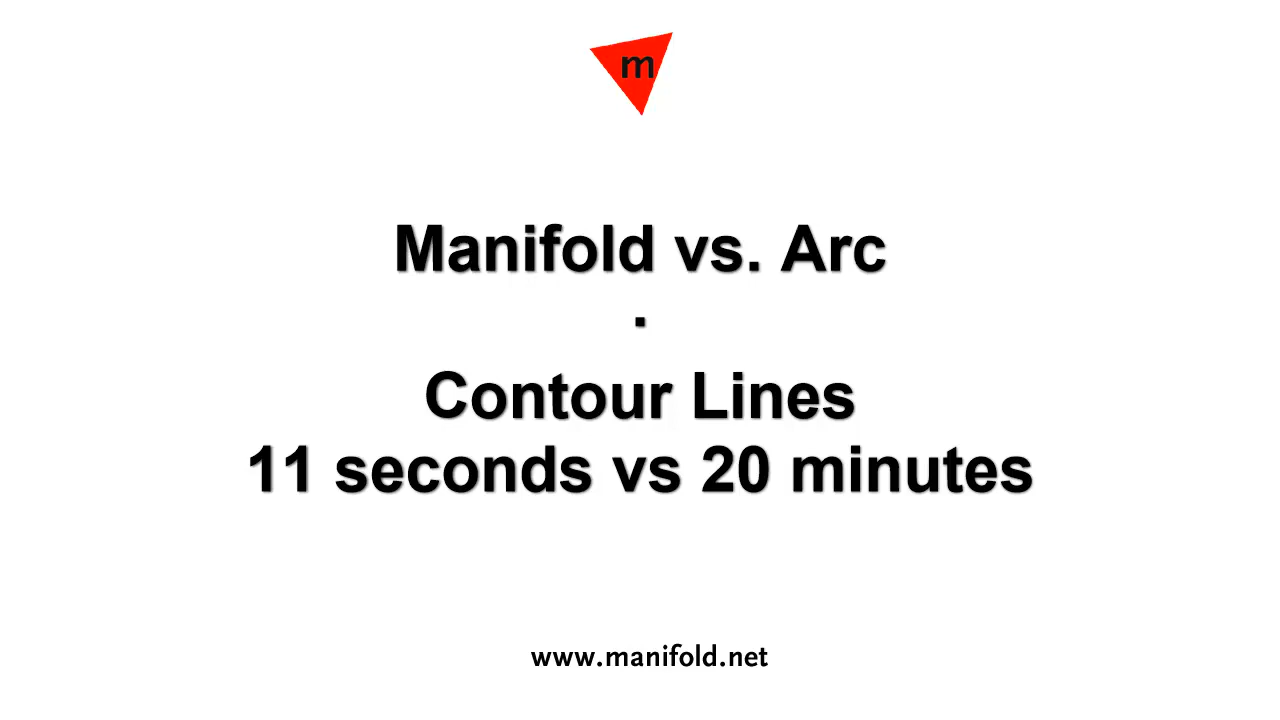 m
Manifold vs. Arc
.
Contour Lines
11 seconds vs 20 minutes
www.manifold.net